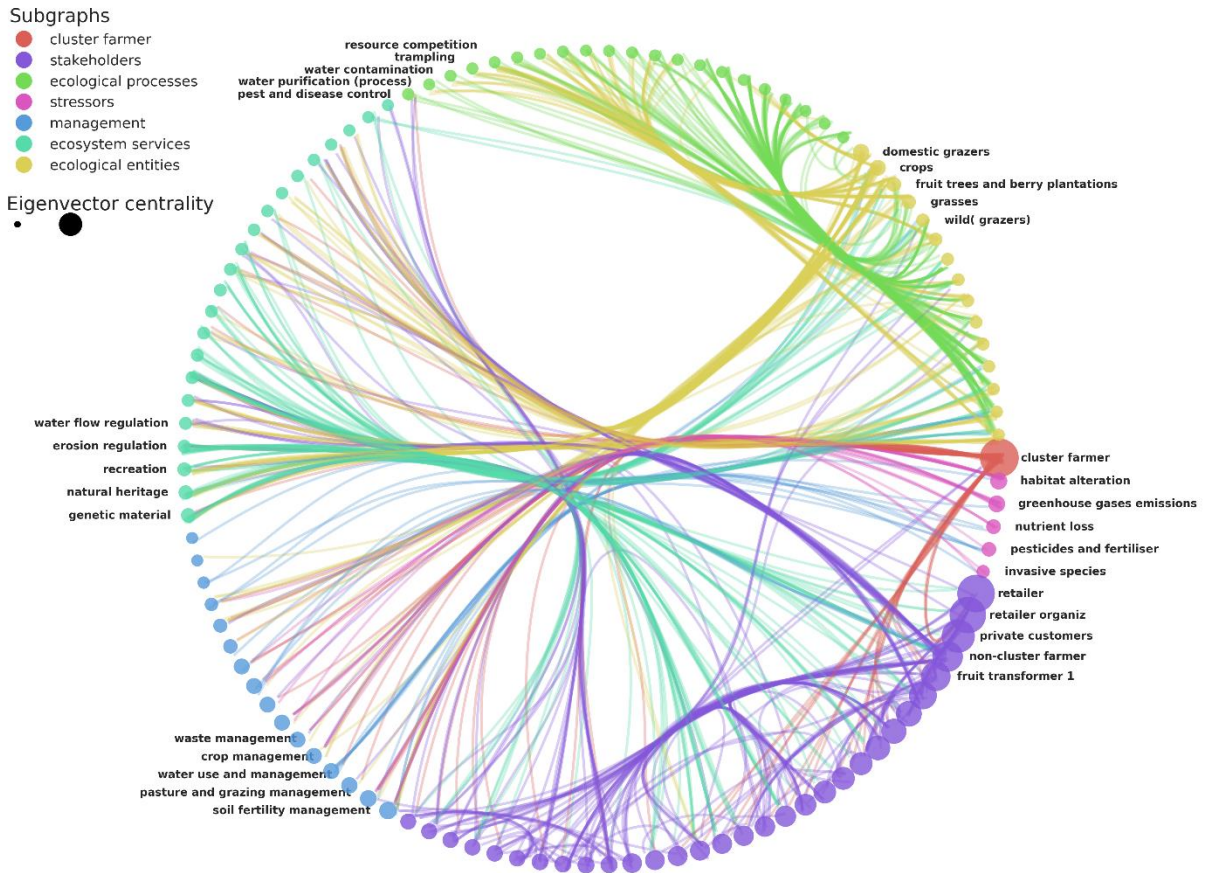 Subgraphs
cluster farmer
stakeholders
ecological processes
stressors
management
ecosystem services
ecological entities
Eigenvector centrality
resource competition
trampling
water contamination
water purification (process)
pest and disease control
domestic grazers
crops
fruit trees and berry plantations
grasses
wild( grazers)
water flow regulation
erosion regulation
recreation
natural heritage
genetic material
cluster farmer
habitat alteration
greenhouse gases emissions
nutrient loss
pesticides and fertiliser
invasive species
retailer
retailer organiz
private customers
non-cluster farmer
fruit transformer 1
waste management
crop management
water use and management
pasture and grazing management
soil fertility management